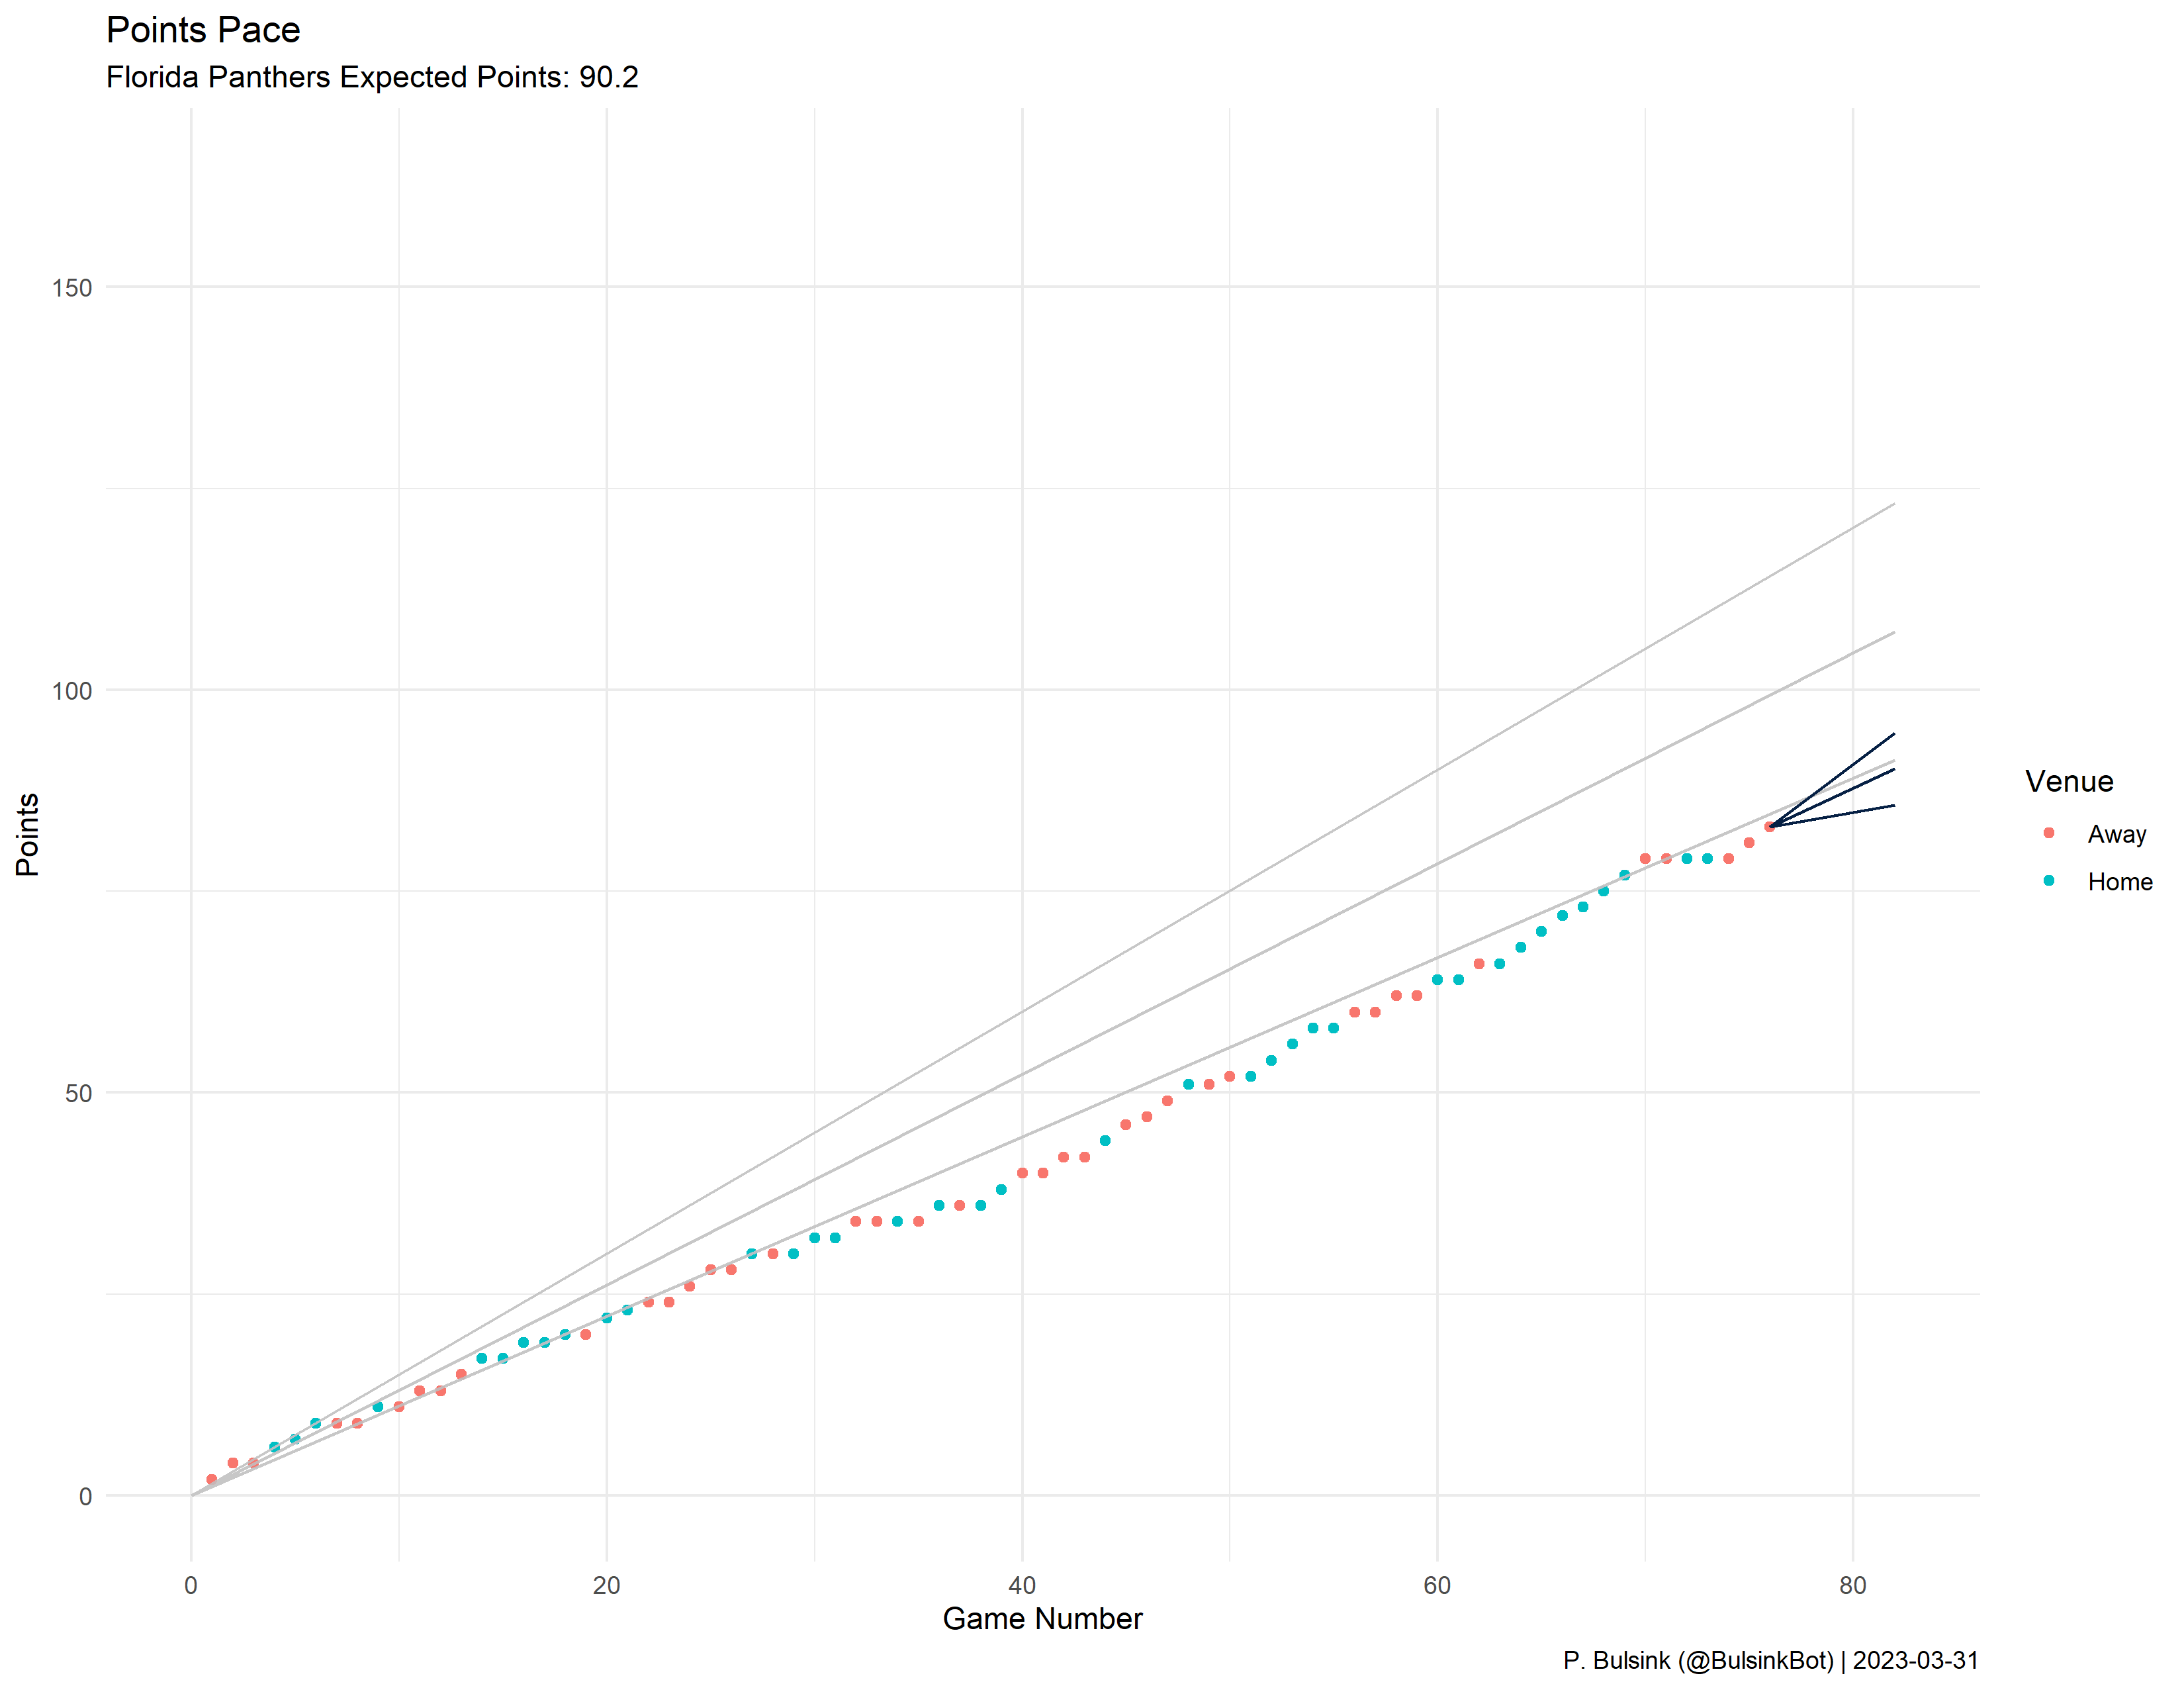 Points Pace
Florida Panthers Expected Points: 90.2
150
100
50
0
Points
0 20 40 60 80
Game Number
Venue
Away
Home
P. Bulsink (@BulsinkBot) | 2023-03-31